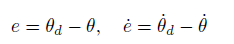 e = θ_d − θ, ė = θ̇_d − θ̇